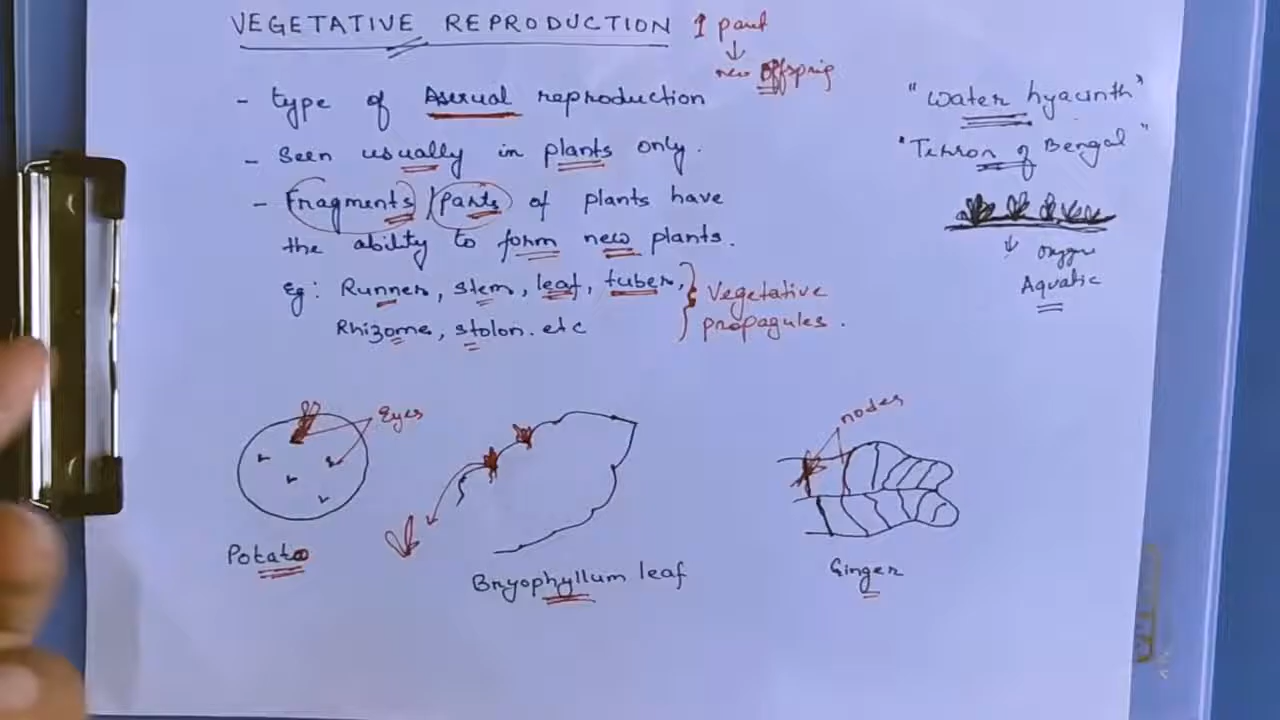 VEGETATIVE REPRODUCTION 1 part
new offspring
- type of Asexual reproduction
- Seen usually in plants only.
- Fragments / parts of plants have
the ability to form new plants.
Eg: Runner, stem, leaf, tuber,
Rhizome, stolon. etc
Vegetative
propagules.
"Water hyacinth"
"Terror of Bengal"
oxygen
Aquatic
Eyes
Potato
Bryophyllum leaf
nodes
Ginger